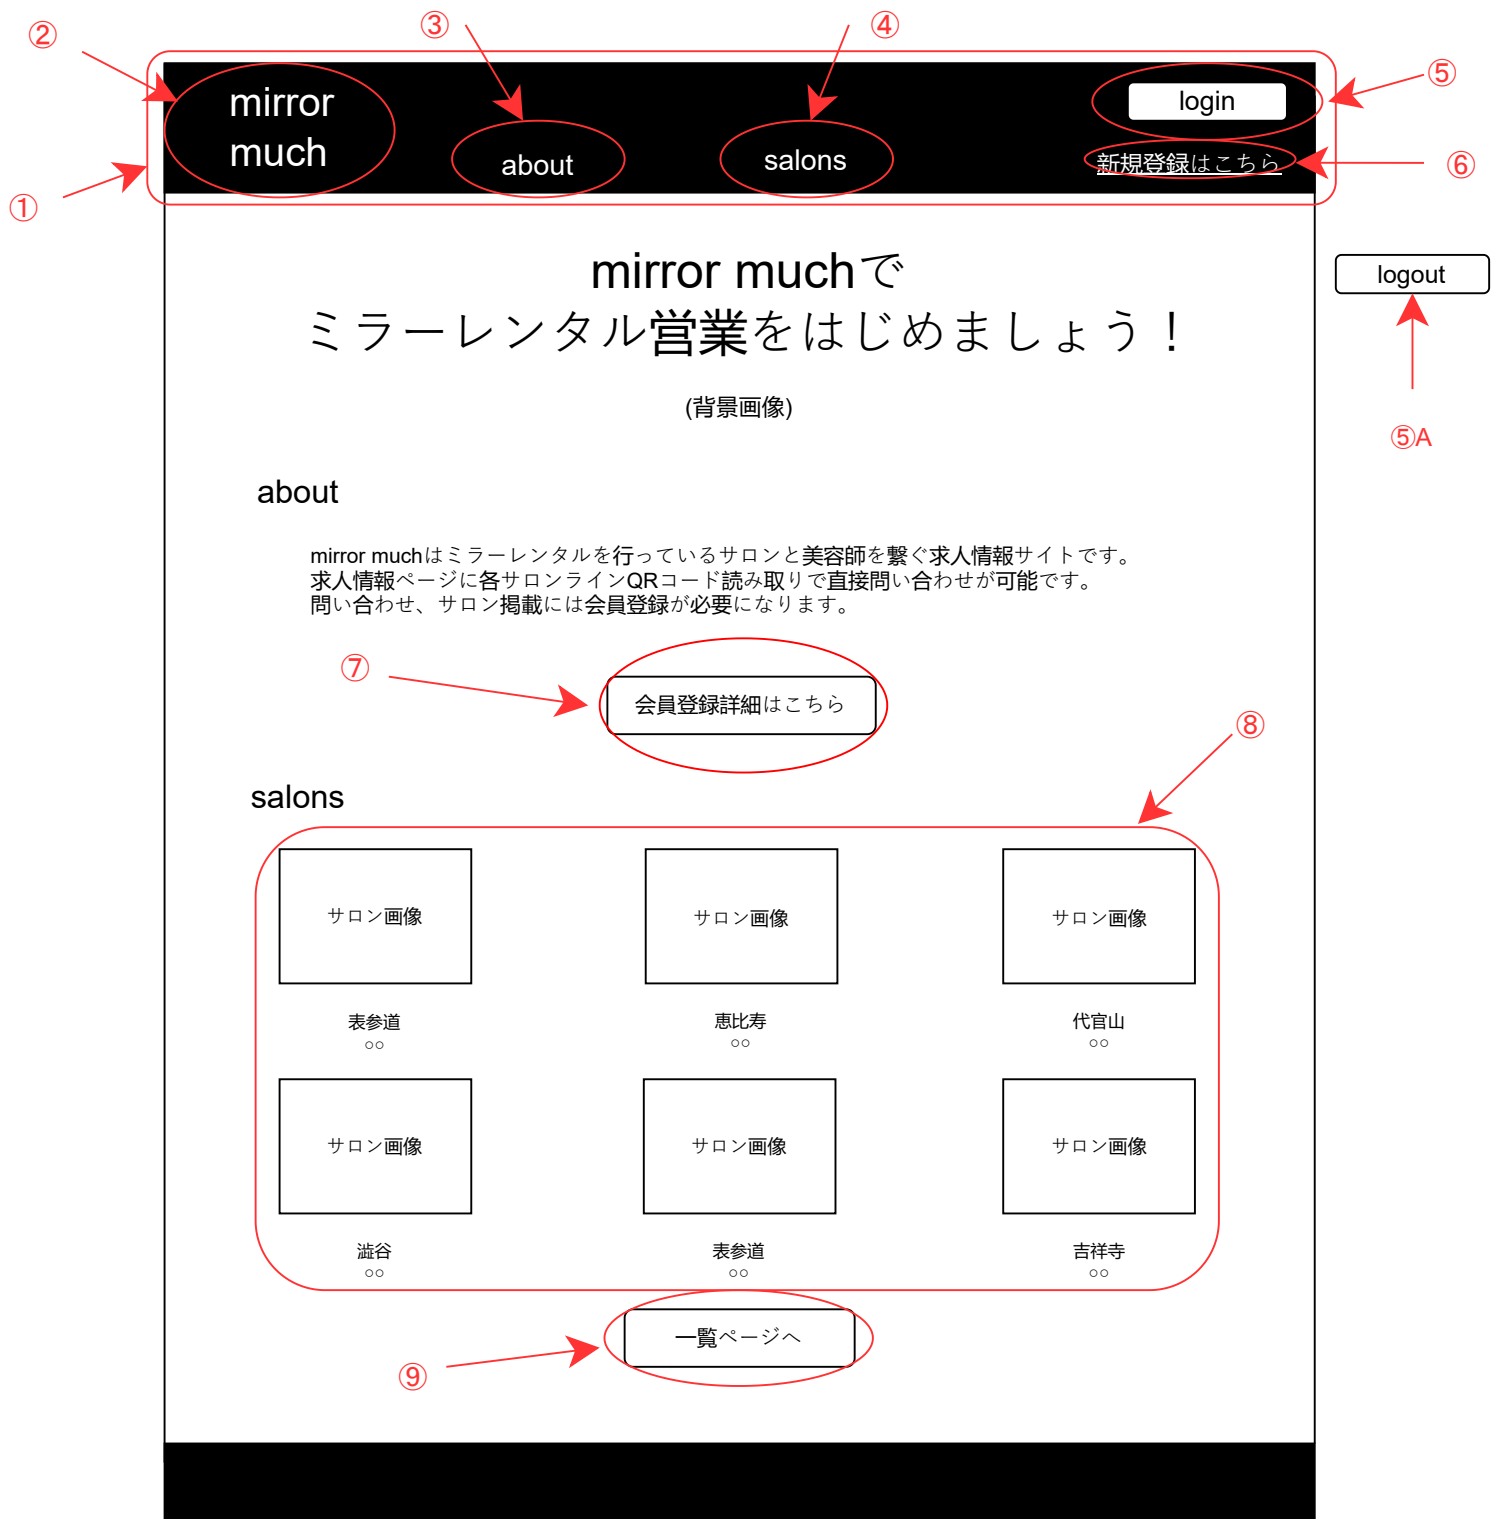 ②
③
④
⑤
mirror
much
about
salons
login
新規登録はこちら
⑥
①
mirror muchで
ミラーレンタル営業をはじめましょう！
logout
(背景画像)
⑤A
about
mirror muchはミラーレンタルを行っているサロンと美容師を繋ぐ求人情報サイトです。
求人情報ページに各サロンラインQRコード読み取りで直接問い合わせが可能です。
問い合わせ、サロン掲載には会員登録が必要になります。
⑦
会員登録詳細はこちら
⑧
salons
サロン画像
サロン画像
サロン画像
表参道
○○
恵比寿
○○
代官山
○○
サロン画像
サロン画像
サロン画像
澁谷
○○
表参道
○○
吉祥寺
○○
一覧ページへ
⑨